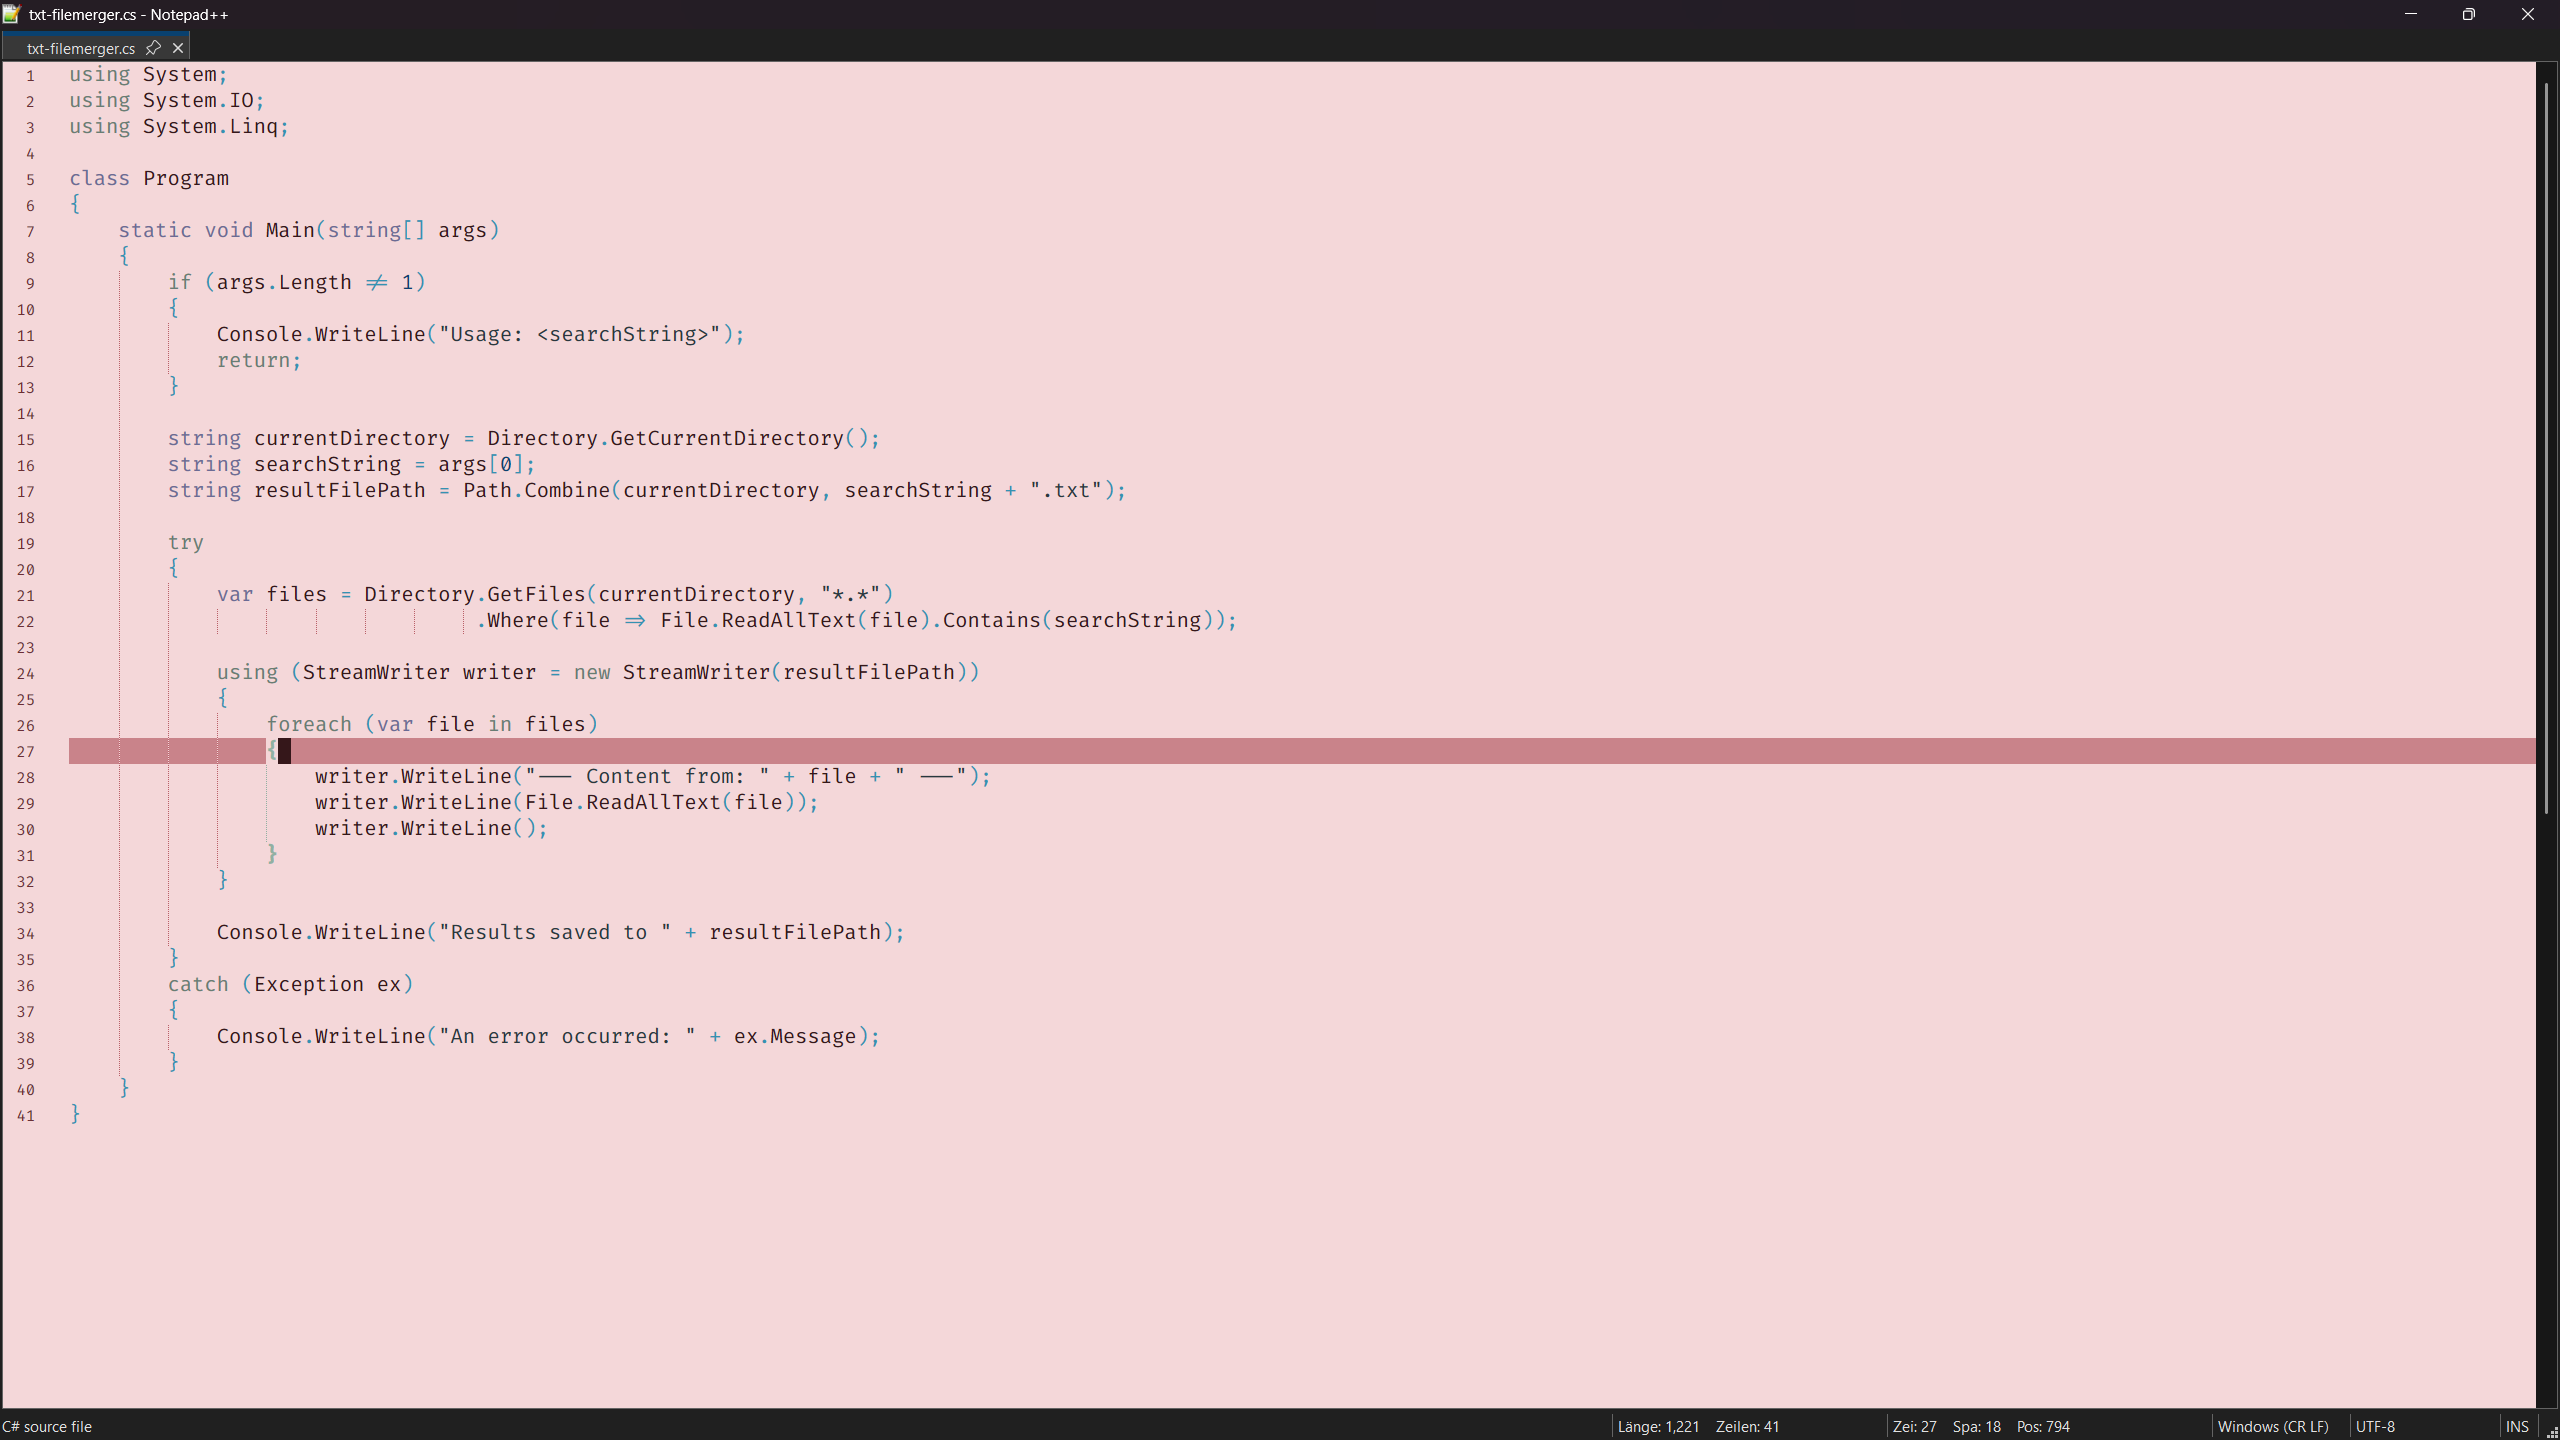 txt-filemerger.cs - Notepad++
txt-filemerger.cs
1 using System;
2 using System.IO;
3 using System.Linq;
4
5 class Program
6 {
7     static void Main(string[] args)
8     {
9         if (args.Length != 1)
10         {
11             Console.WriteLine("Usage: <searchString>");
12             return;
13         }
14
15         string currentDirectory = Directory.GetCurrentDirectory();
16         string searchString = args[0];
17         string resultFilePath = Path.Combine(currentDirectory, searchString + ".txt");
18
19         try
20         {
21             var files = Directory.GetFiles(currentDirectory, "*.*")
22                                  .Where(file => File.ReadAllText(file).Contains(searchString));
23
24             using (StreamWriter writer = new StreamWriter(resultFilePath))
25             {
26                 foreach (var file in files)
27                 {
28                     writer.WriteLine("--- Content from: " + file + " ---");
29                     writer.WriteLine(File.ReadAllText(file));
30                     writer.WriteLine();
31                 }
32             }
33
34             Console.WriteLine("Results saved to " + resultFilePath);
35         }
36         catch (Exception ex)
37         {
38             Console.WriteLine("An error occurred: " + ex.Message);
39         }
40     }
41 }
C# source file Länge: 1,221 Zeilen: 41 Zei: 27 Spa: 18 Pos: 794 Windows (CR LF) UTF-8 INS